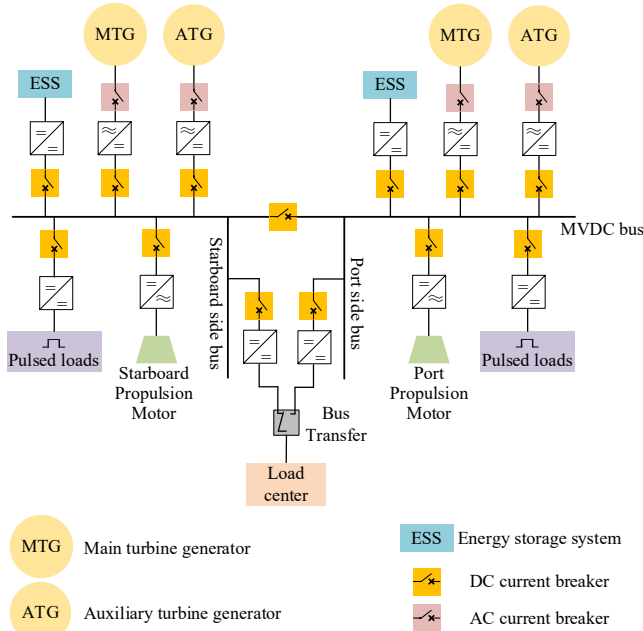 MTG
ATG
MTG
ATG
ESS
ESS
MVDC bus
Starboard side bus
Port side bus
Pulsed loads
Starboard
Propulsion
Motor
Port
Propulsion
Motor
Pulsed loads
Bus
Transfer
Load
center
MTG
Main turbine generator
ESS
Energy storage system
DC current breaker
ATG
Auxiliary turbine generator
AC current breaker